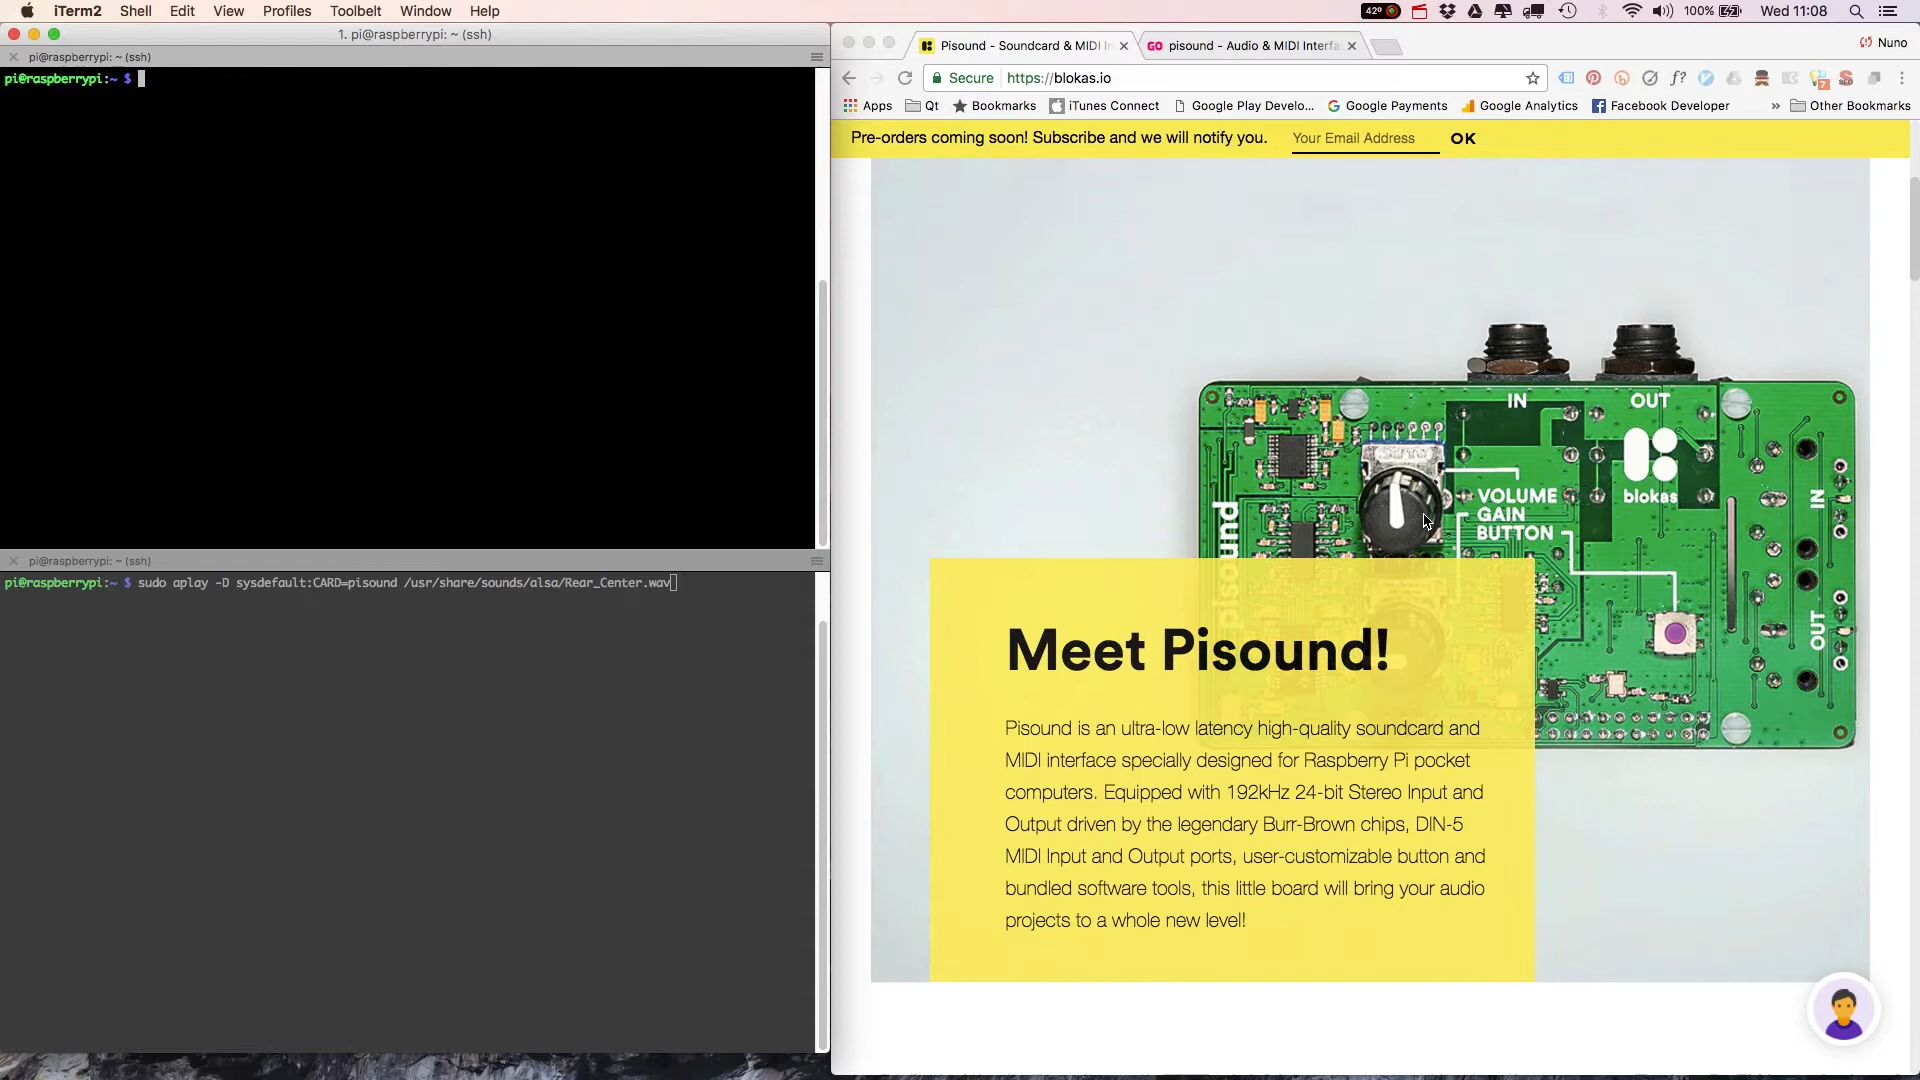 iTerm2 Shell Edit View Profiles Toolbelt Window Help
42° 100% Wed 11:08
1. pi@raspberrypi: ~ (ssh)
pi@raspberrypi: ~ (ssh)
pi@raspberrypi:~ $
pi@raspberrypi: ~ (ssh)
pi@raspberrypi:~ $ sudo aplay -D sysdefault:CARD=pisound /usr/share/sounds/alsa/Rear_Center.wav
Pisound - Soundcard & MIDI In
GO pisound - Audio & MIDI Interfa
Nuno
Secure https://blokas.io
f?
7
Apps Qt Bookmarks iTunes Connect Google Play Develo... Google Payments Google Analytics Facebook Developer » Other Bookmarks
Pre-orders coming soon! Subscribe and we will notify you. Your Email Address OK
IN OUT
VOLUME
GAIN
BUTTON
blokas
IN
OUT
pisound
Meet Pisound!
Pisound is an ultra-low latency high-quality soundcard and
MIDI interface specially designed for Raspberry Pi pocket
computers. Equipped with 192kHz 24-bit Stereo Input and
Output driven by the legendary Burr-Brown chips, DIN-5
MIDI Input and Output ports, user-customizable button and
bundled software tools, this little board will bring your audio
projects to a whole new level!